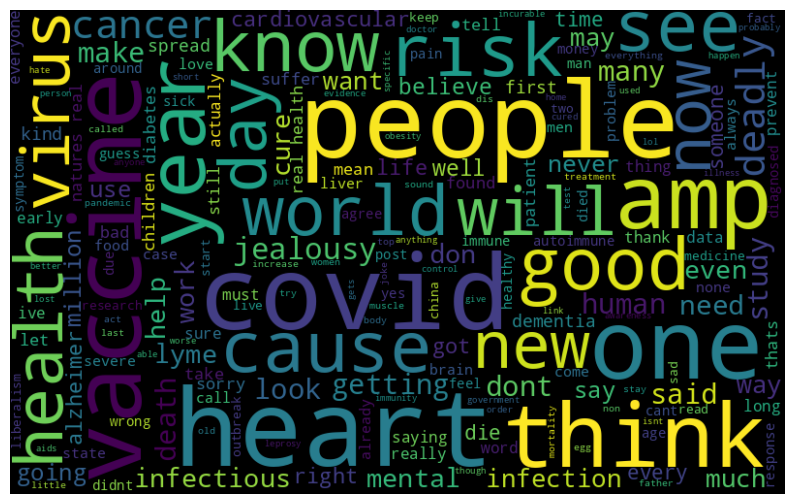 everyone
cancer
cardiovascular
keep
incurable
doctor
tell
time
fact
probably
make
spread
around
love
know
risk
see
may
everything
happen
hate
person
called
short
suffer
pain
money
man
many
virus
vaccine
natures real
sick
diabetes
actually
want
believe
specific
evidence
dis
first
two
home
used
cured
men
problem
now
someone
always
deadly
prevent
kind
guess
year
day
cure
real health
people
obesity
lol
symptom
anyone
pandemic
use
children
still
mean
liver
life
well
never
thing
treatment
illness
diagnosed
put
sound
found
patient
died
test
early
bad
food
world
will
agree
amp
health
alzheimer
million
better
lost
due
case
start
jealousy
top
anything
post
don
immune
autoimmune
thank
data
medicine
research
help
women
joke
increase
gets
control
yes
must
live
try
muscle
china
give
healthy
good
even
none
study
ive
act
last
let
able
work
covid
body
link
human
need
severe
sure
worse
cause
new
one
dementia
thats
liberalism
lyme
got
brain
come
sad
stay
death
take
sorry
look
getting
feel
dont
say
said
cant
read
way
wrong
call
immunity
government
order
non
isnt
age
long
state
old
outbreak
heart
think
mortality
egg
response
aids
already
saying
really
die
word
going
didnt
leprosy
though
father
little
infectious
right
mental
infection
every
much